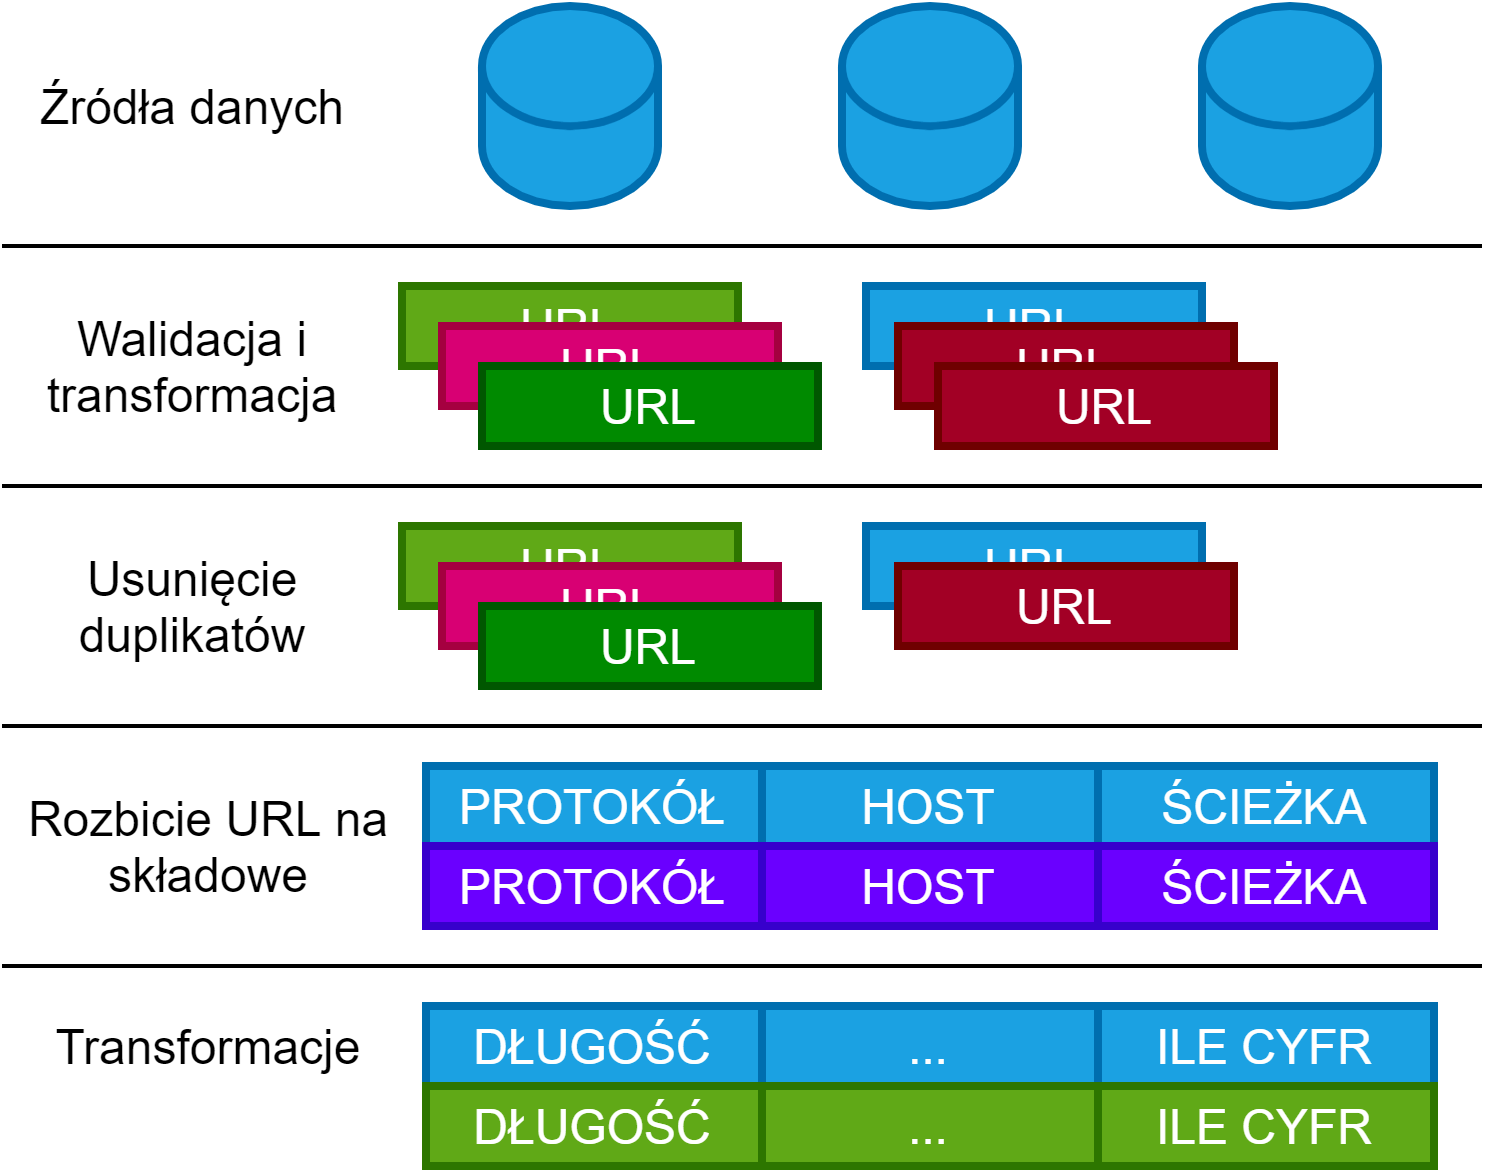 Źródła danych
Walidacja i
transformacja
URL
URL
URL
URL
URL
URL
Usunięcie
duplikatów
URL
URL
URL
URL
URL
Rozbicie URL na
składowe
PROTOKÓŁ HOST ŚCIEŻKA
PROTOKÓŁ HOST ŚCIEŻKA
Transformacje
DŁUGOŚĆ ... ILE CYFR
DŁUGOŚĆ ... ILE CYFR